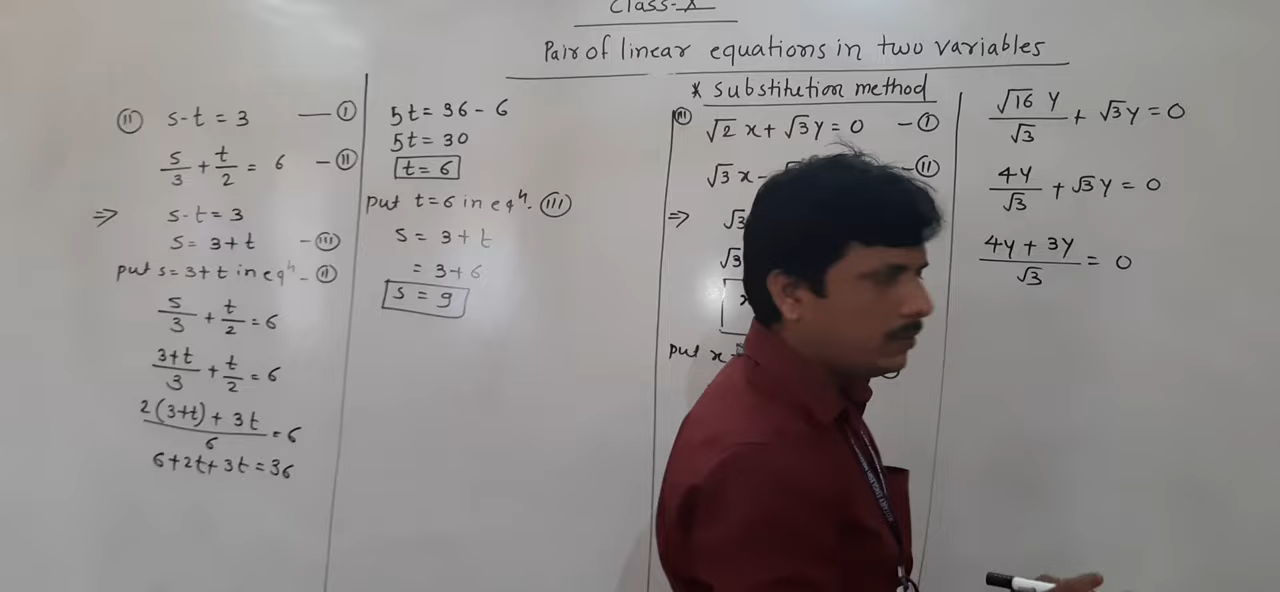 Class-X
Pair of linear equations in two variables
(II) s-t = 3 — (I)
s/3 + t/2 = 6 - (II)
⇒ s-t = 3
s = 3+t - (III)
put s = 3+t in eqⁿ - (II)
s/3 + t/2 = 6
3+t/3 + t/2 = 6
2(3+t) + 3t/6 = 6
6+2t+3t = 36
5t = 36 - 6
5t = 30
t = 6
put t=6 in eqⁿ. (III)
s = 3 + t
= 3+6
s = 9
* Substitution method
(III) √2 x + √3 y = 0 - (I)
√3 x - - (II)
⇒ √3
√3
x
put x
√16 y/√3 + √3y = 0
4y/√3 + √3 y = 0
4y + 3y/√3 = 0